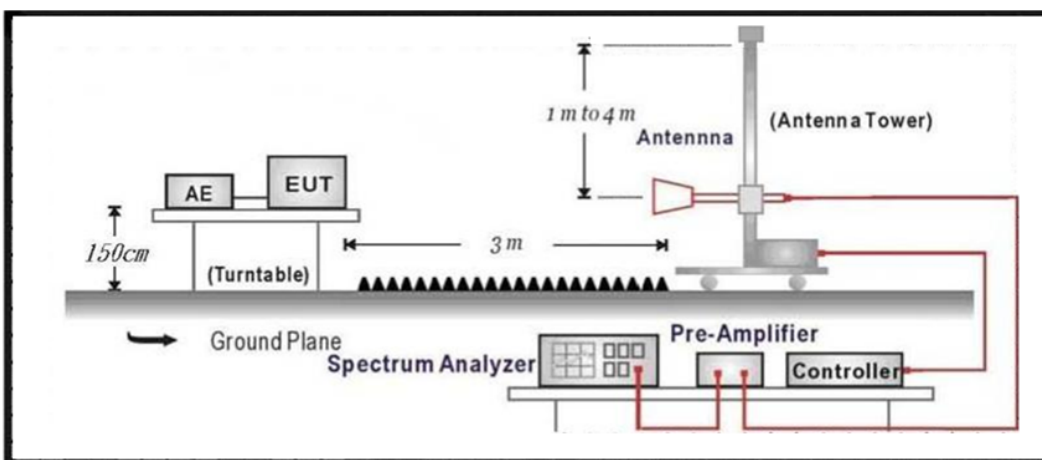 1 m to 4 m
Antennna
(Antenna Tower)
AE
EUT
150cm
3 m
(Turntable)
Ground Plane
Pre-Amplifier
Spectrum Analyzer
Controller